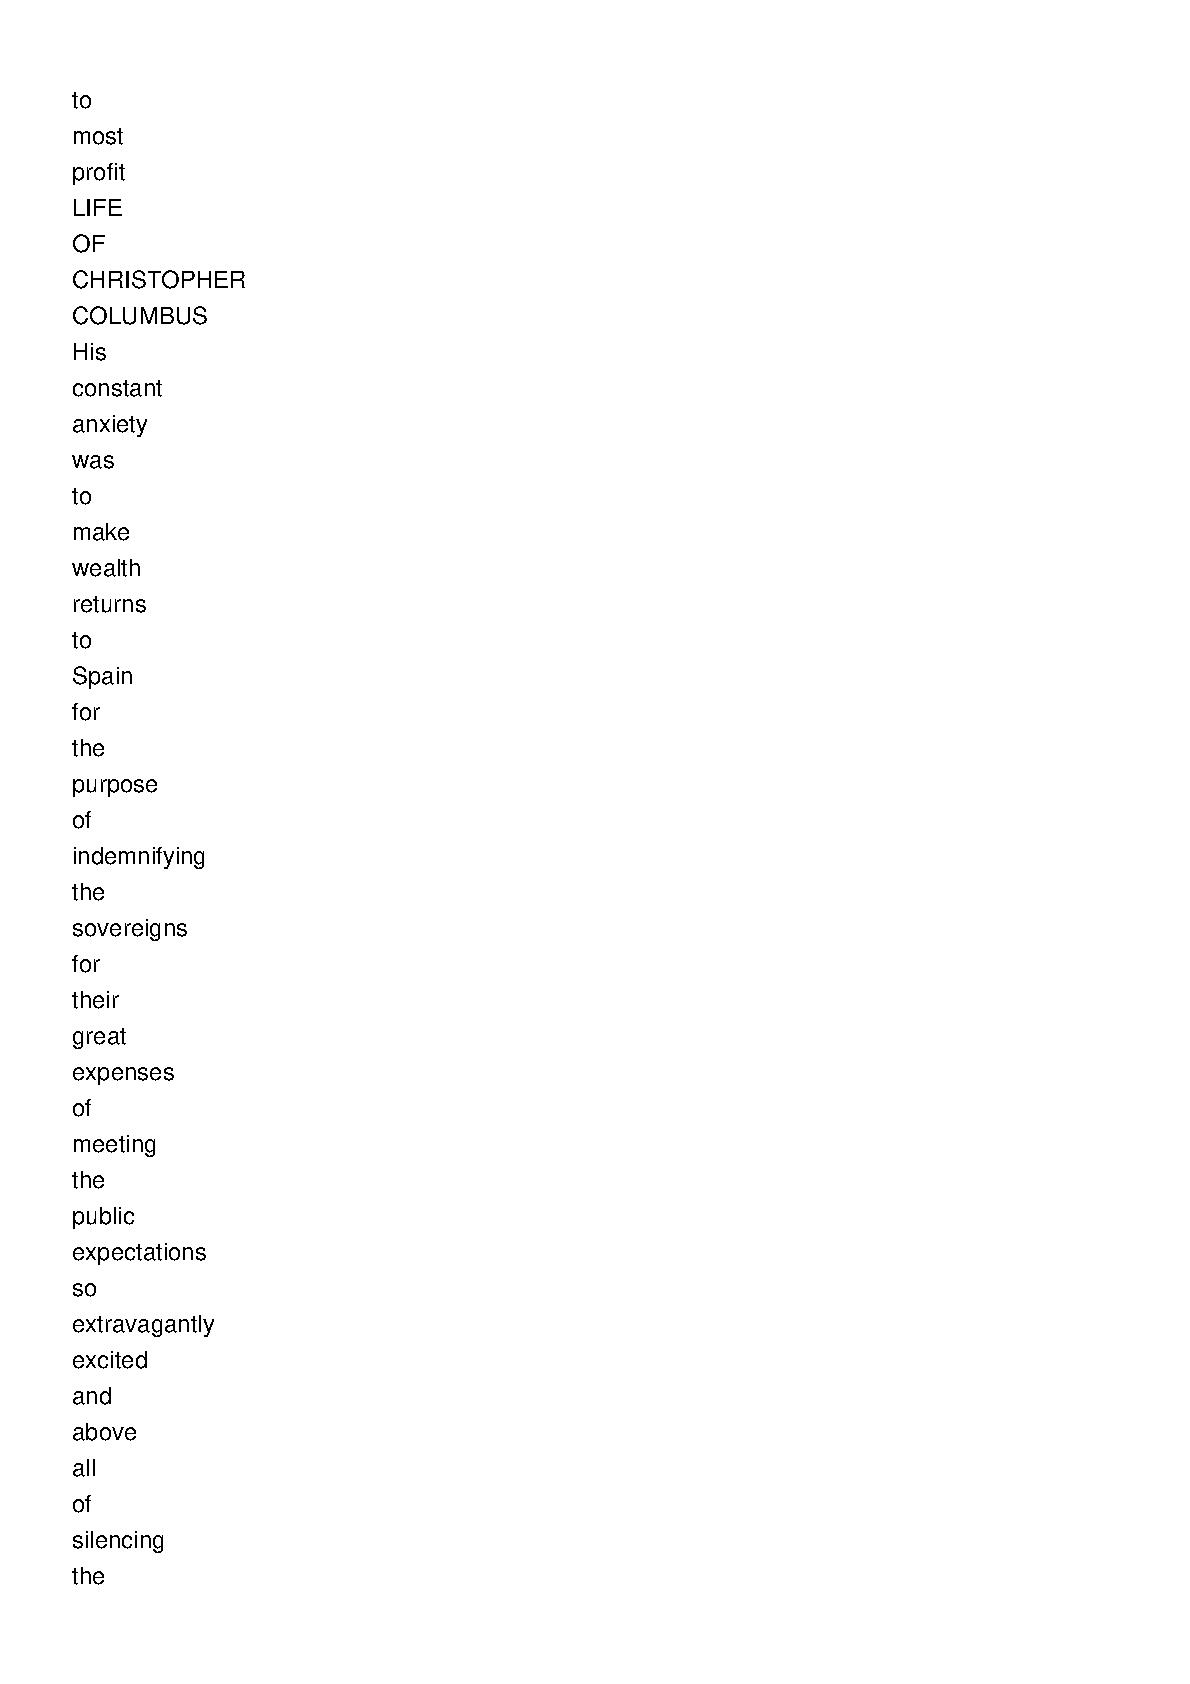 to
most
profit
LIFE
OF
CHRISTOPHER
COLUMBUS
His
constant
anxiety
was
to
make
wealth
returns
to
Spain
for
the
purpose
of
indemnifying
the
sovereigns
for
their
great
expenses
of
meeting
the
public
expectations
so
extravagantly
excited
and
above
all
of
silencing
the